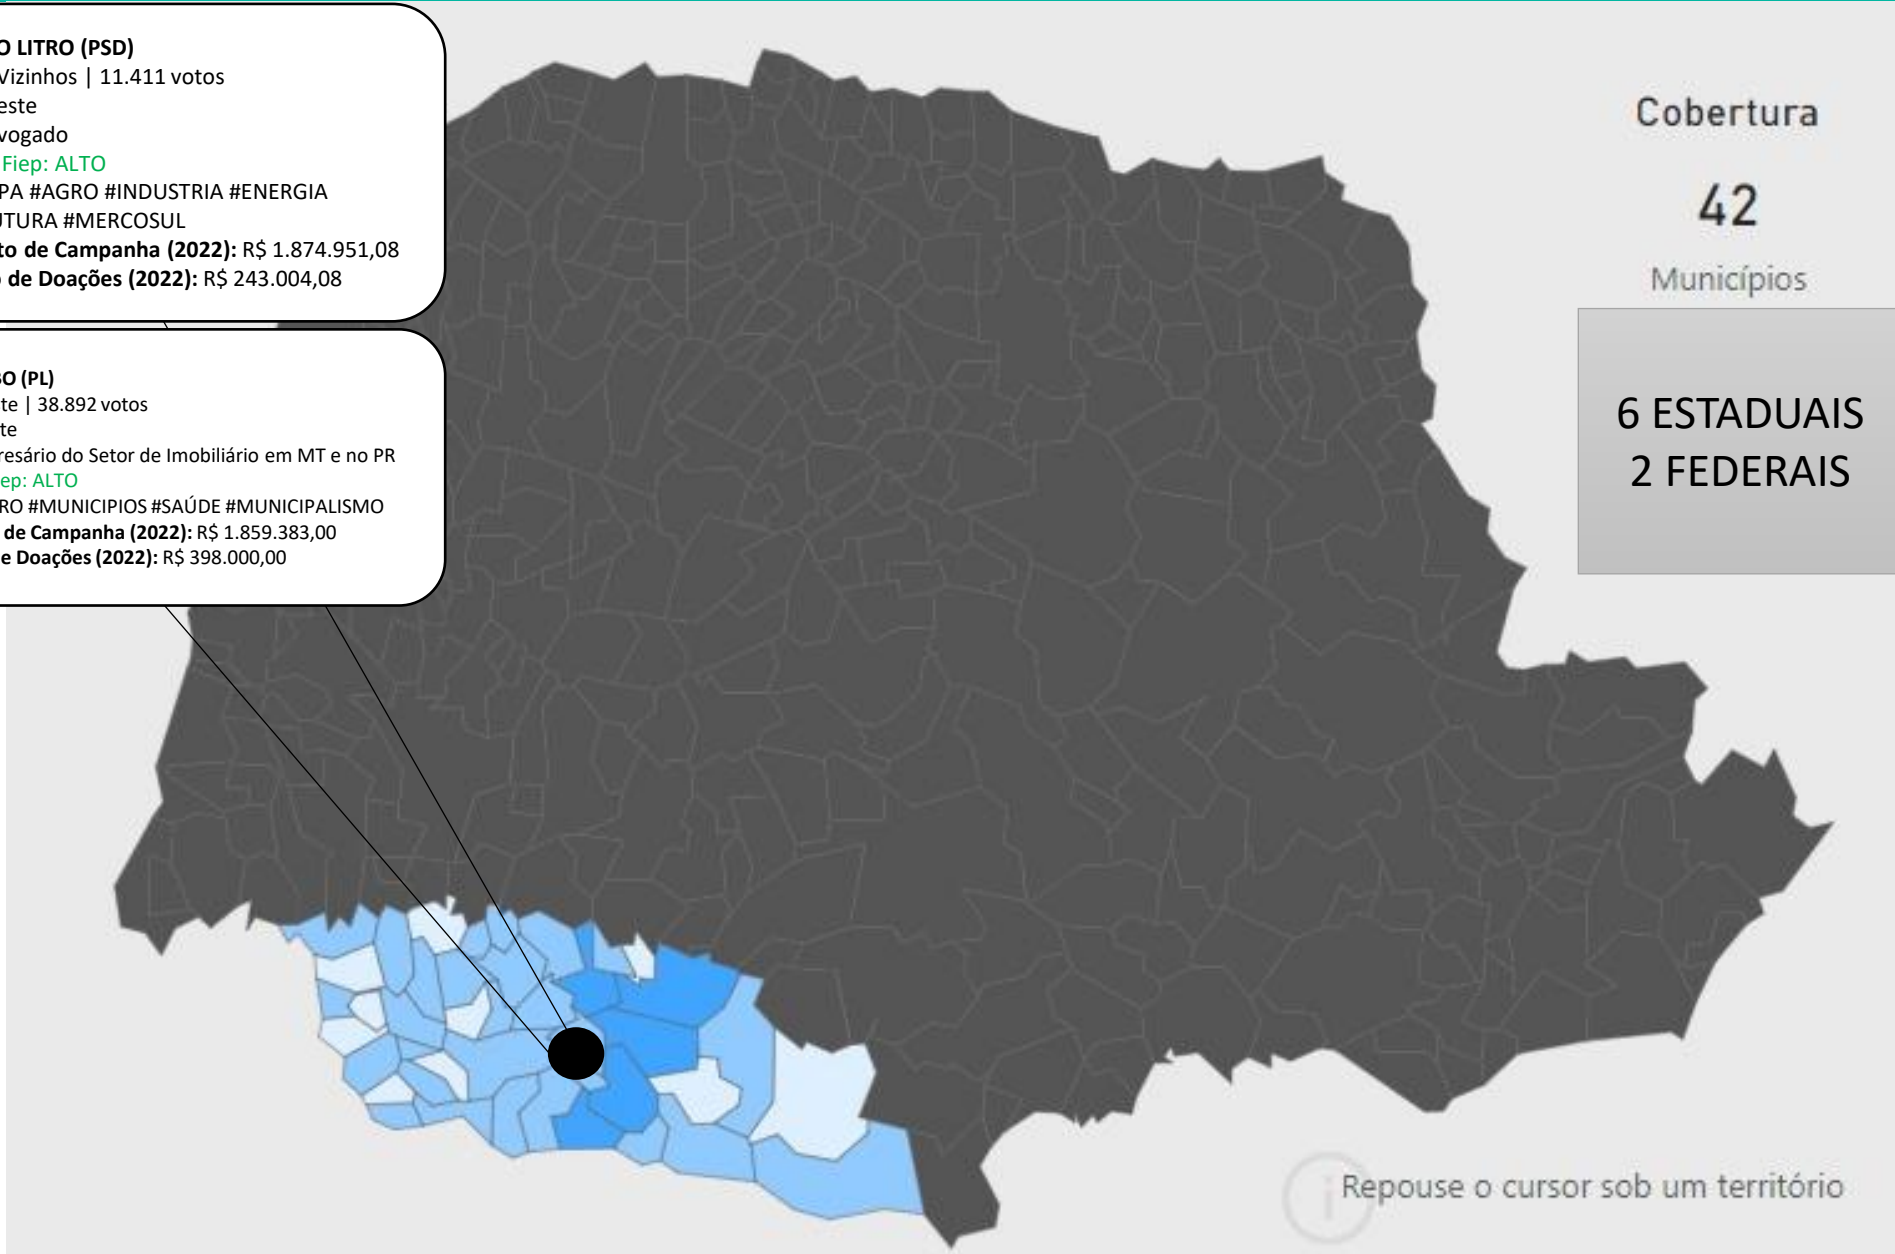 O LITRO (PSD)
Vizinhos | 11.411 votos
este
vogado
Fiep: ALTO
PA #AGRO #INDUSTRIA #ENERGIA
UTURA #MERCOSUL
to de Campanha (2022): R$ 1.874.951,08
o de Doações (2022): R$ 243.004,08
BO (PL)
ste | 38.892 votos
te
resário do Setor de Imobiliário em MT e no PR
ep: ALTO
RO #MUNICIPIOS #SAÚDE #MUNICIPALISMO
de Campanha (2022): R$ 1.859.383,00
e Doações (2022): R$ 398.000,00
Cobertura
42
Municípios
6 ESTADUAIS
2 FEDERAIS
i Repouse o cursor sob um território